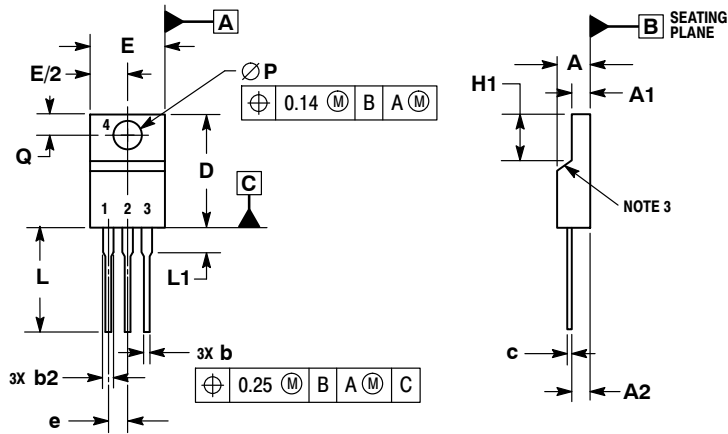 A
B
SEATING
PLANE
E
E/2
∅ P
⌖ 0.14 Ⓜ B A Ⓜ
A
H1
A1
4
Q
D
C
NOTE 3
1 2 3
L
L1
3X b
c
3X b2
⌖ 0.25 Ⓜ B A Ⓜ C
A2
e